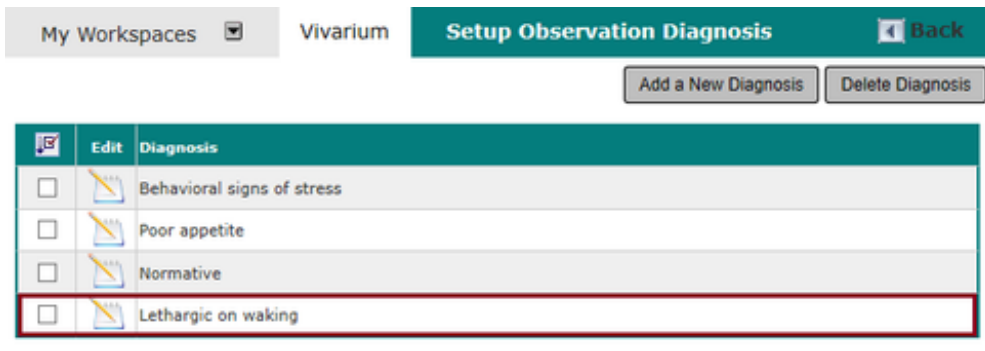 My Workspaces Vivarium Setup Observation Diagnosis Back
Add a New Diagnosis Delete Diagnosis
Edit Diagnosis
Behavioral signs of stress
Poor appetite
Normative
Lethargic on waking